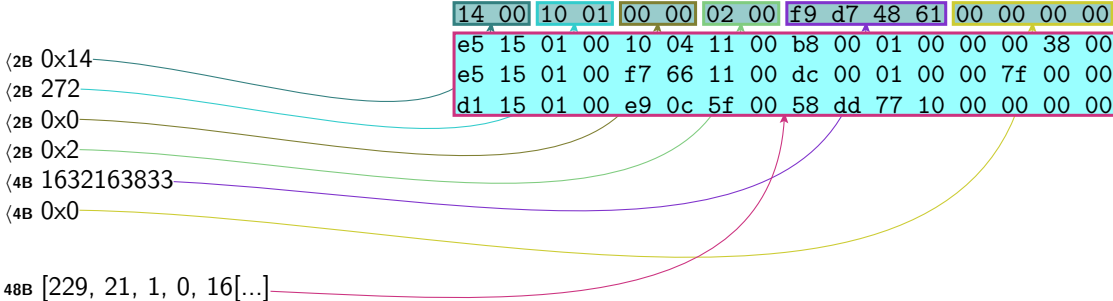 14 00 10 01 00 00 02 00 f9 d7 48 61 00 00 00 00
e5 15 01 00 10 04 11 00 b8 00 01 00 00 00 38 00
e5 15 01 00 f7 66 11 00 dc 00 01 00 00 7f 00 00
d1 15 01 00 e9 0c 5f 00 58 dd 77 10 00 00 00 00
⟨2B 0x14
⟨2B 272
⟨2B 0x0
⟨2B 0x2
⟨4B 1632163833
⟨4B 0x0
48B [229, 21, 1, 0, 16[...]